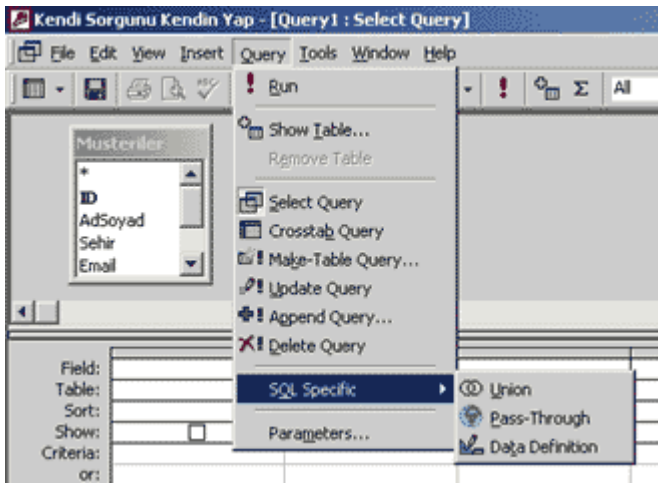 Kendi Sorgunu Kendin Yap - [Query1 : Select Query]
File Edit View Insert Query Tools Window Help
All
Run
Show Table...
Remove Table
Select Query
Crosstab Query
Make-Table Query...
Update Query
Append Query...
Delete Query
SQL Specific
Parameters...
Union
Pass-Through
Data Definition
Musteriler
*
ID
AdSoyad
Sehir
Email
Field:
Table:
Sort:
Show:
Criteria:
or: